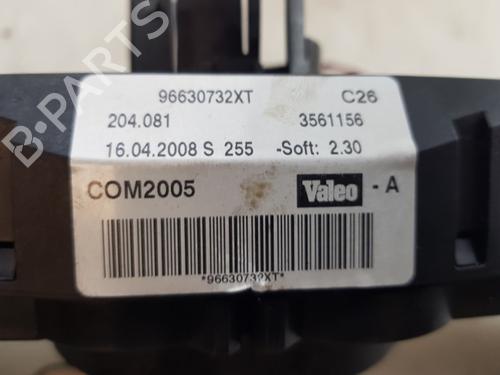 96630732XT C26
204.081 3561156
16.04.2008 S 255 -Soft: 2.30
COM2005 Valeo - A
*96630732XT*
B-PARTS